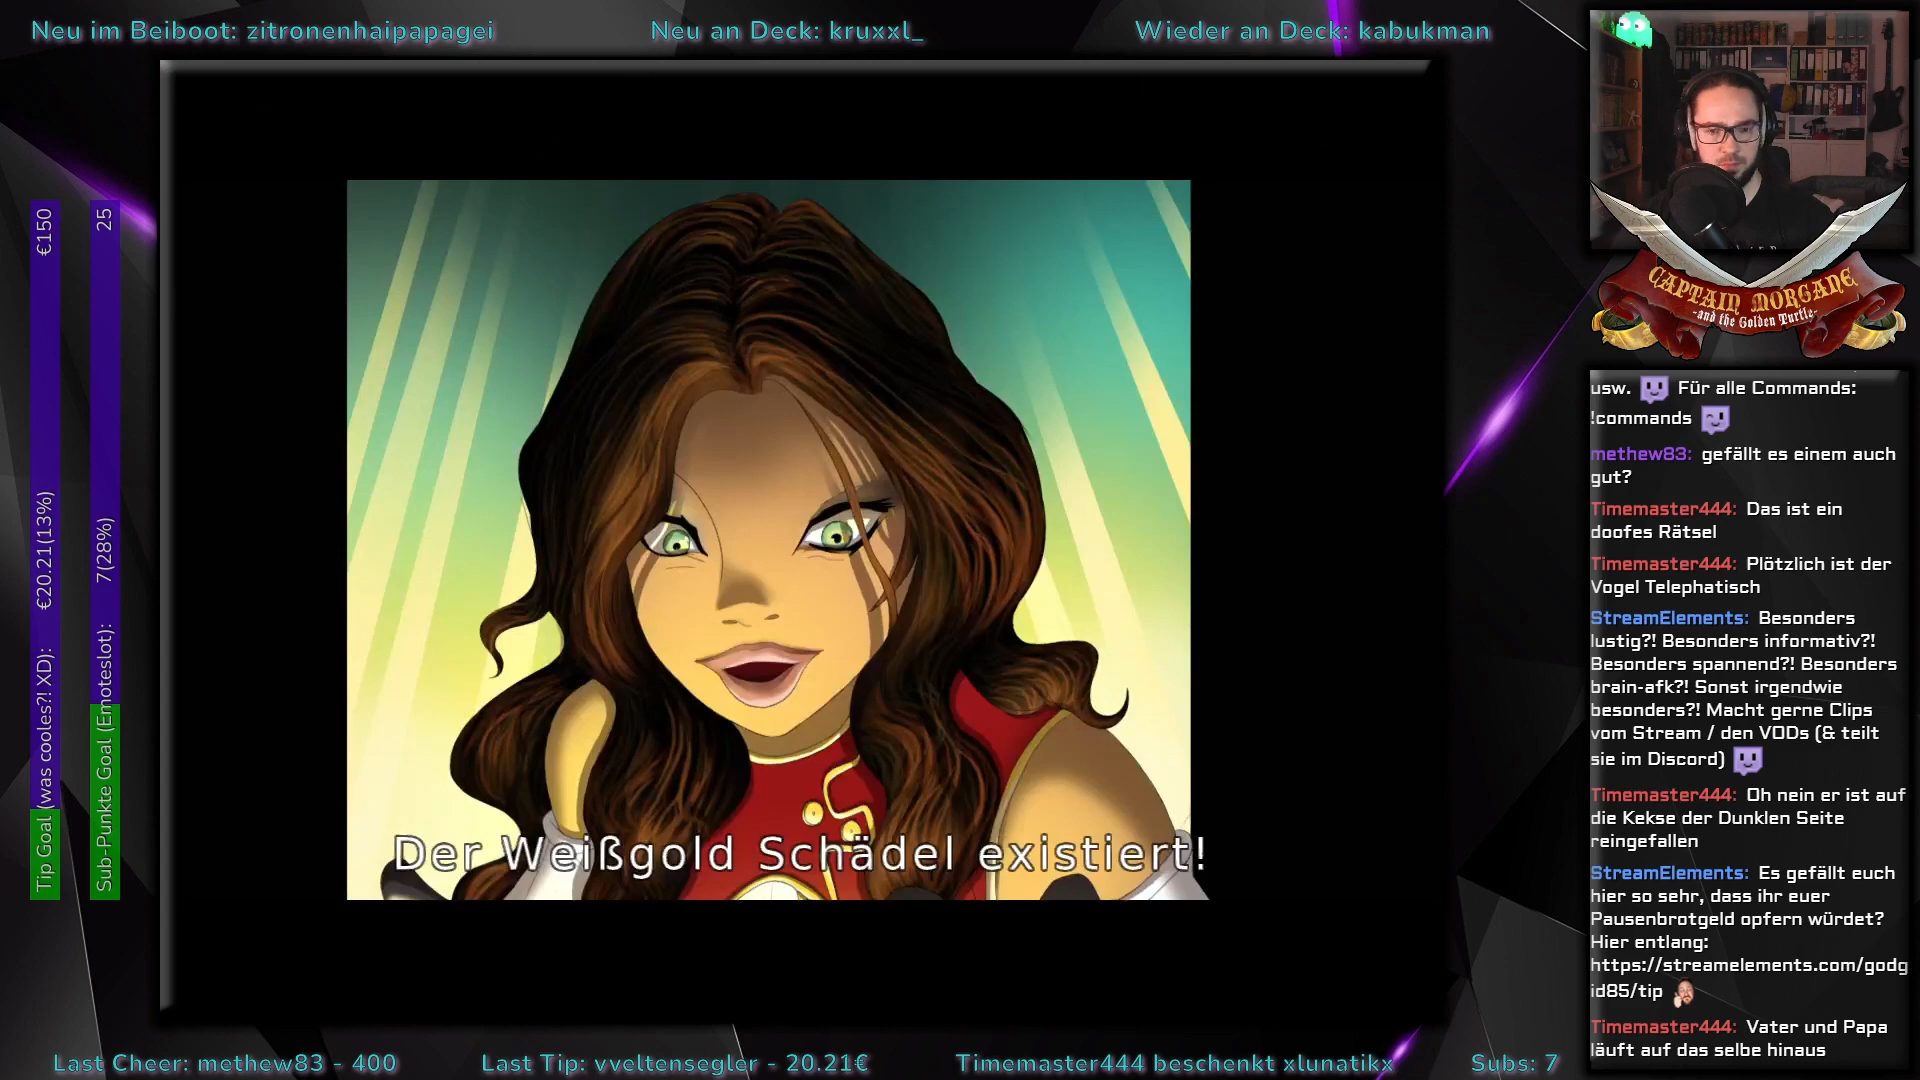 Neu im Beiboot: zitronenhaipapagei
Neu an Deck: kruxxl_
Wieder an Deck: kabukman
Tip Goal (was cooles?! XD): €20.21(13%) €150
Sub-Punkte Goal (Emoteslot): 7(28%) 25
Der Weißgold Schädel existiert!
CAPTAIN MORGANE
-and the Golden Turtle-
usw. Für alle Commands:
!commands
methew83: gefällt es einem auch
gut?
Timemaster444: Das ist ein
doofes Rätsel
Timemaster444: Plötzlich ist der
Vogel Telephatisch
StreamElements: Besonders
lustig?! Besonders informativ?!
Besonders spannend?! Besonders
brain-afk?! Sonst irgendwie
besonders?! Macht gerne Clips
vom Stream / den VODs (& teilt
sie im Discord)
Timemaster444: Oh nein er ist auf
die Kekse der Dunklen Seite
reingefallen
StreamElements: Es gefällt euch
hier so sehr, dass ihr euer
Pausenbrotgeld opfern würdet?
Hier entlang:
https://streamelements.com/godg
id85/tip
Timemaster444: Vater und Papa
läuft auf das selbe hinaus
Last Cheer: methew83 - 400
Last Tip: vveltensegler - 20.21€
Timemaster444 beschenkt xlunatikx
Subs: 7